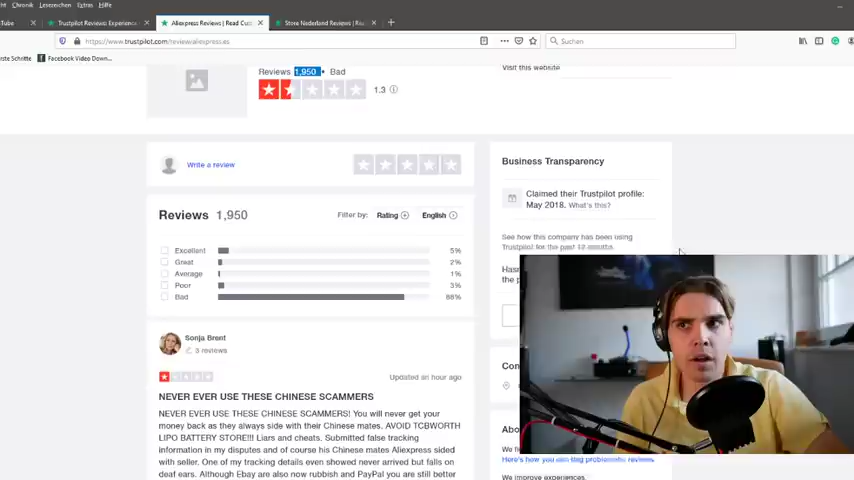 Chronik Lesezeichen Extras Hilfe
Tube
Trustpilot Reviews Experience
Aliexpress Reviews | Read Cus
Store Nederland Reviews | Rea
https://www.trustpilot.com/review/aliexpress.es
Suchen
erste Schritte
Facebook Video Down...
Reviews 1,950 • Bad
1.3
Visit this website
Write a review
Reviews 1,950
Filter by: Rating English
Excellent 5%
Great 2%
Average 1%
Poor 3%
Bad 88%
Sonja Brent
3 reviews
Updated an hour ago
NEVER EVER USE THESE CHINESE SCAMMERS
NEVER EVER USE THESE CHINESE SCAMMERS! You will never get your
money back as they always side with their Chinese mates. AVOID TCBWORTH
LIPO BATTERY STORE!!! Liars and cheats. Submitted false tracking
information in my disputes and of course his Chinese mates Aliexpress sided
with seller. One of my tracking details even showed never arrived but falls on
deaf ears. Although Ebay are also now rubbish and PayPal you are still better
Business Transparency
Claimed their Trustpilot profile:
May 2018. What's this?
See how this company has been using
Trustpilot for the past 12 months.
Hasn
the p
Con
Abo
We h
Here's how you can flag problematic reviews.
We improve experiences.